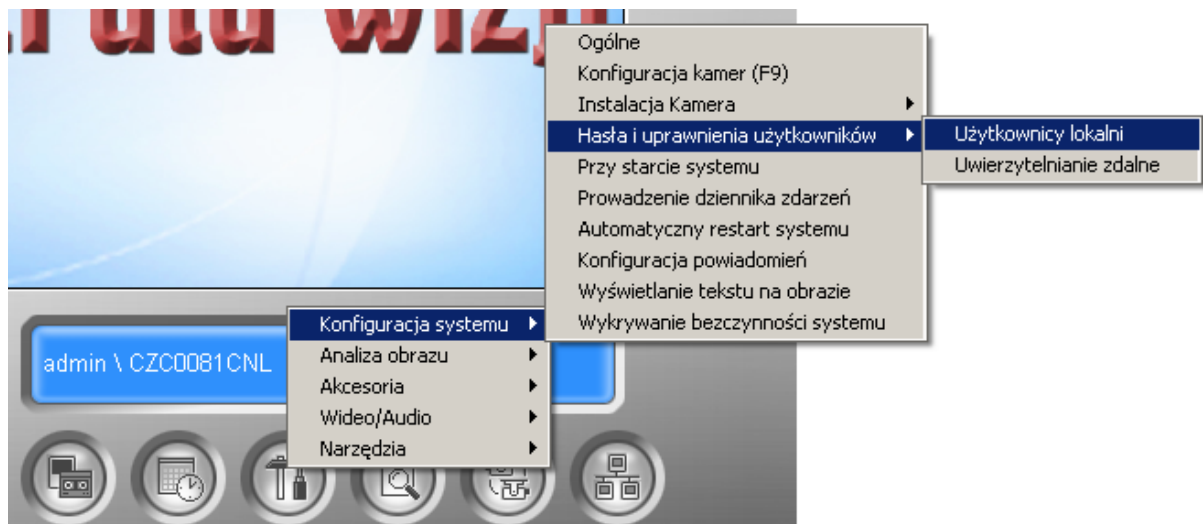 Ogólne
Konfiguracja kamer (F9)
Instalacja Kamera
Hasła i uprawnienia użytkowników
Przy starcie systemu
Prowadzenie dziennika zdarzeń
Automatyczny restart systemu
Konfiguracja powiadomień
Wyświetlanie tekstu na obrazie
Wykrywanie bezczynności systemu
Użytkownicy lokalni
Uwierzytelnianie zdalne
admin \ CZC0081CNL
Konfiguracja systemu
Analiza obrazu
Akcesoria
Wideo/Audio
Narzędzia